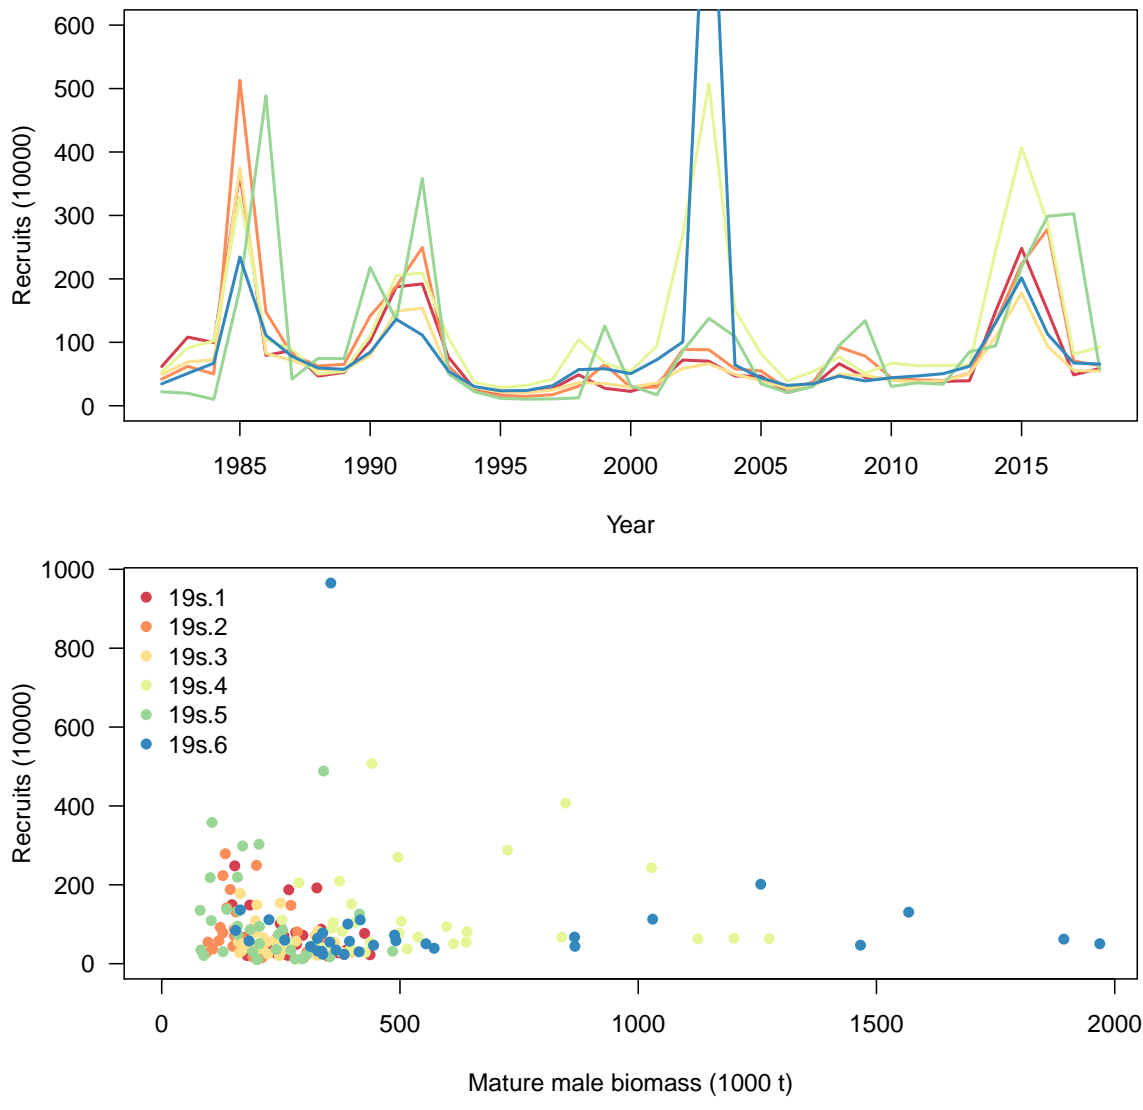 600
500
400
300
200
100
0
Recruits (10000)
1985 1990 1995 2000 2005 2010 2015
Year
1000
800
600
400
200
0
Recruits (10000)
19s.1
19s.2
19s.3
19s.4
19s.5
19s.6
0 500 1000 1500 2000
Mature male biomass (1000 t)